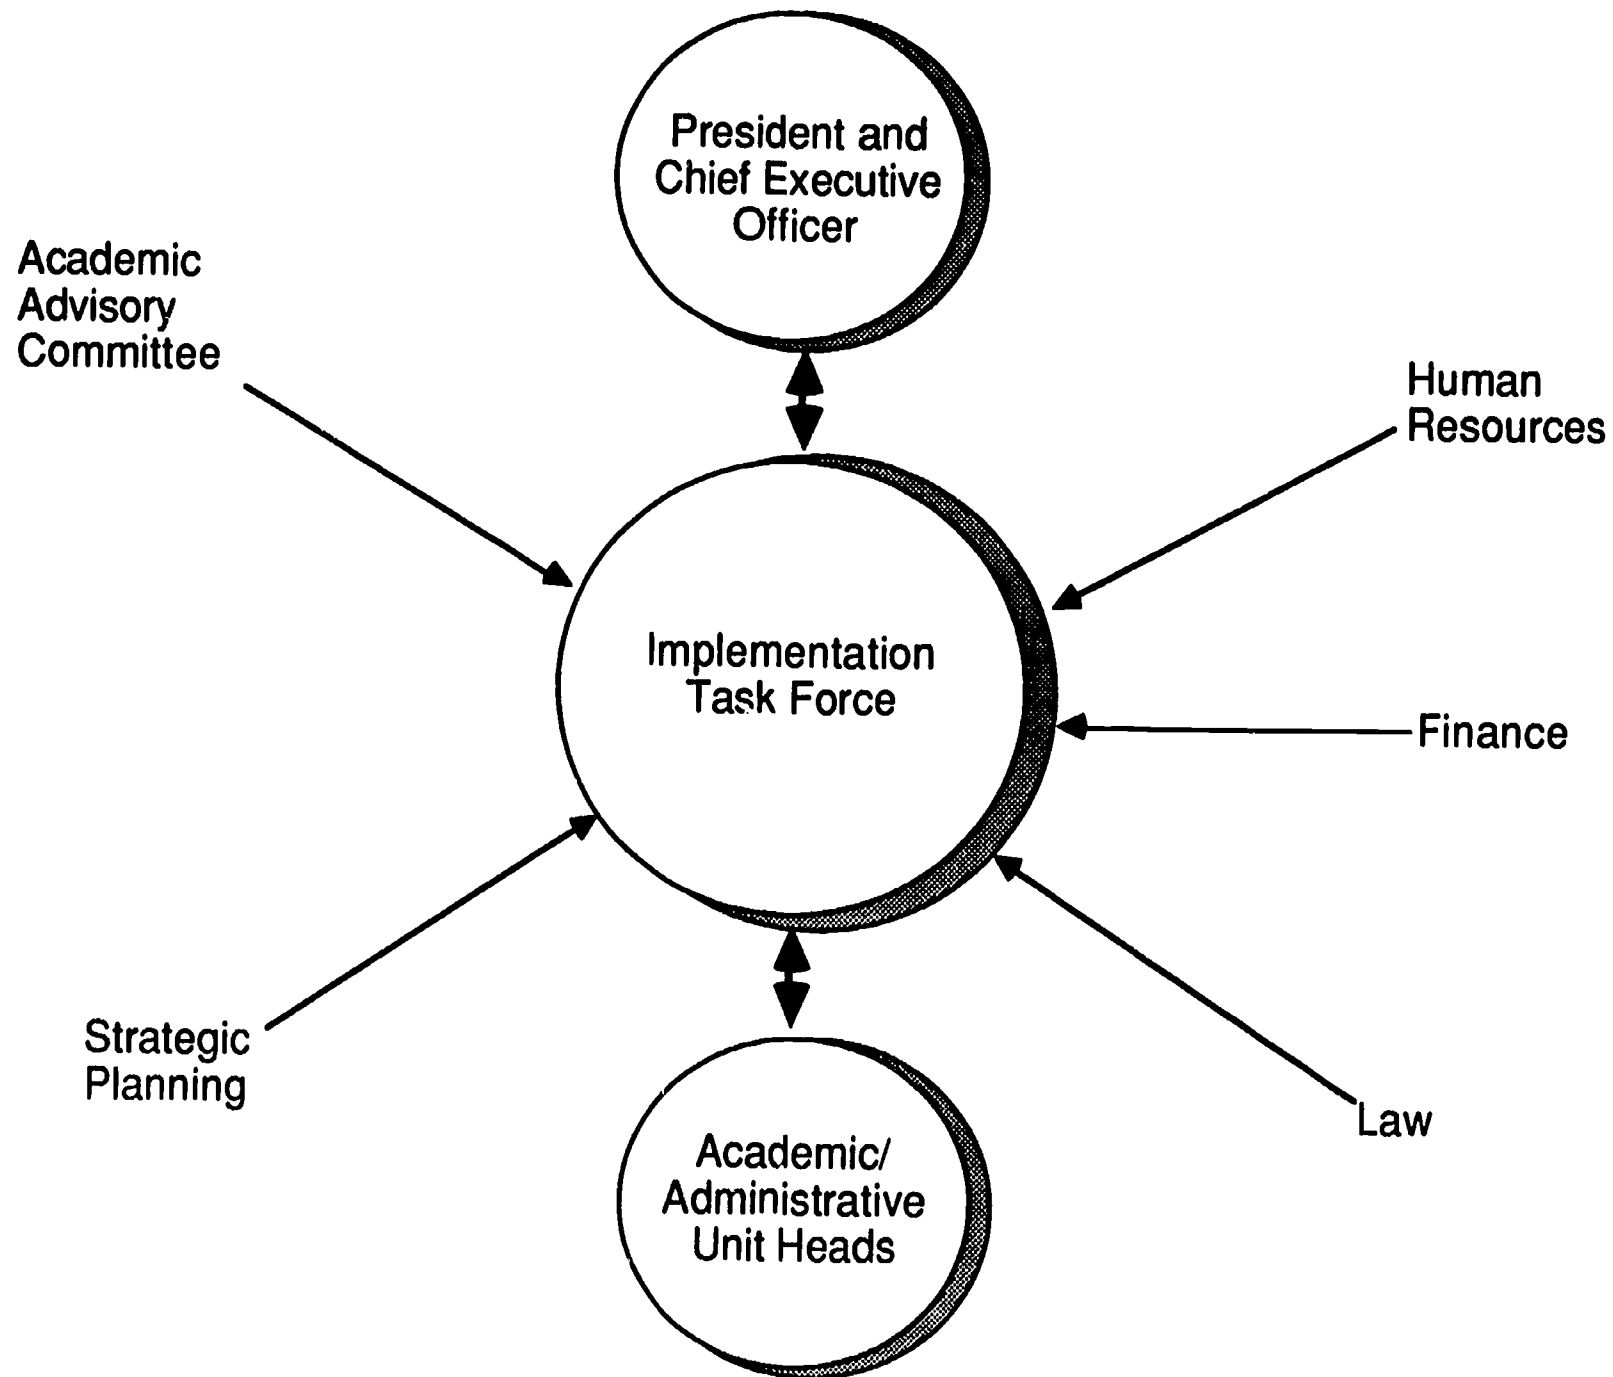 President and
Chief Executive
Officer
Academic
Advisory
Committee
Human
Resources
Implementation
Task Force
Finance
Strategic
Planning
Law
Academic/
Administrative
Unit Heads